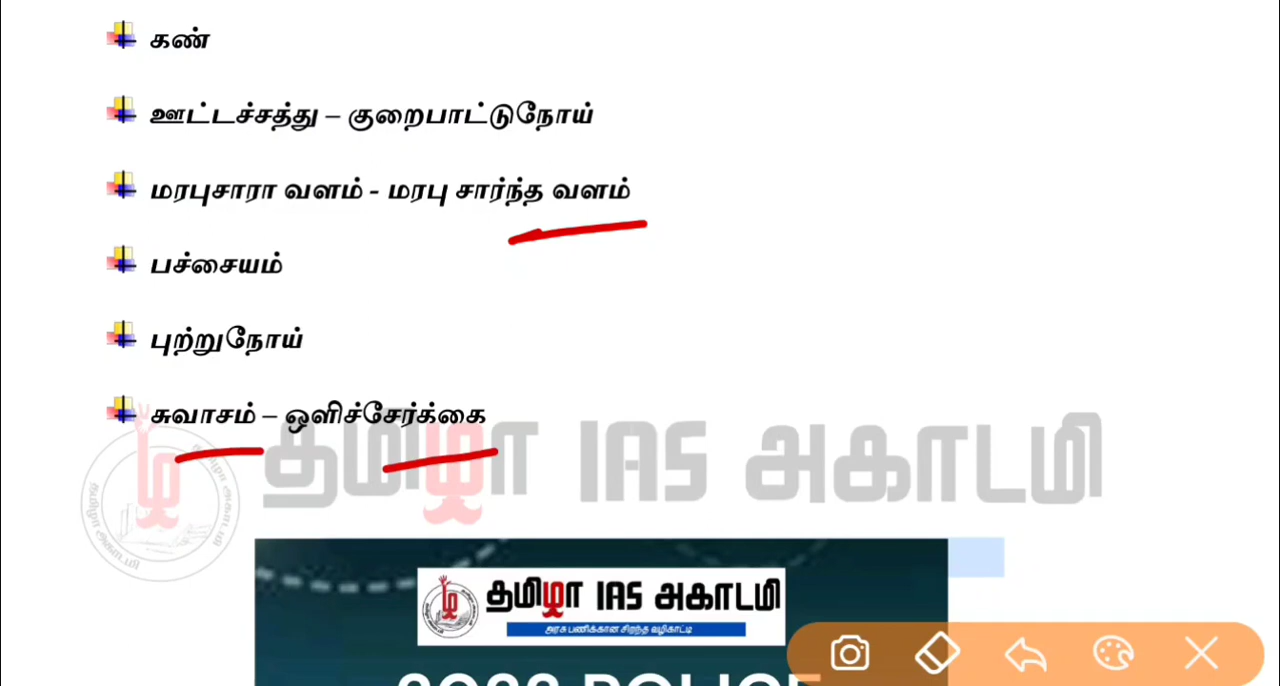 கண்
ஊட்டச்சத்து – குறைபாட்டுநோய்
மரபுசாரா வளம் - மரபு சார்ந்த வளம்
பச்சையம்
புற்றுநோய்
சுவாசம் – ஒளிச்சேர்க்கை
தமிழா IAS அகாடமி
தமிழா IAS அகாடமி
அரசு பணிக்கான சிறந்த வழிகாட்டி